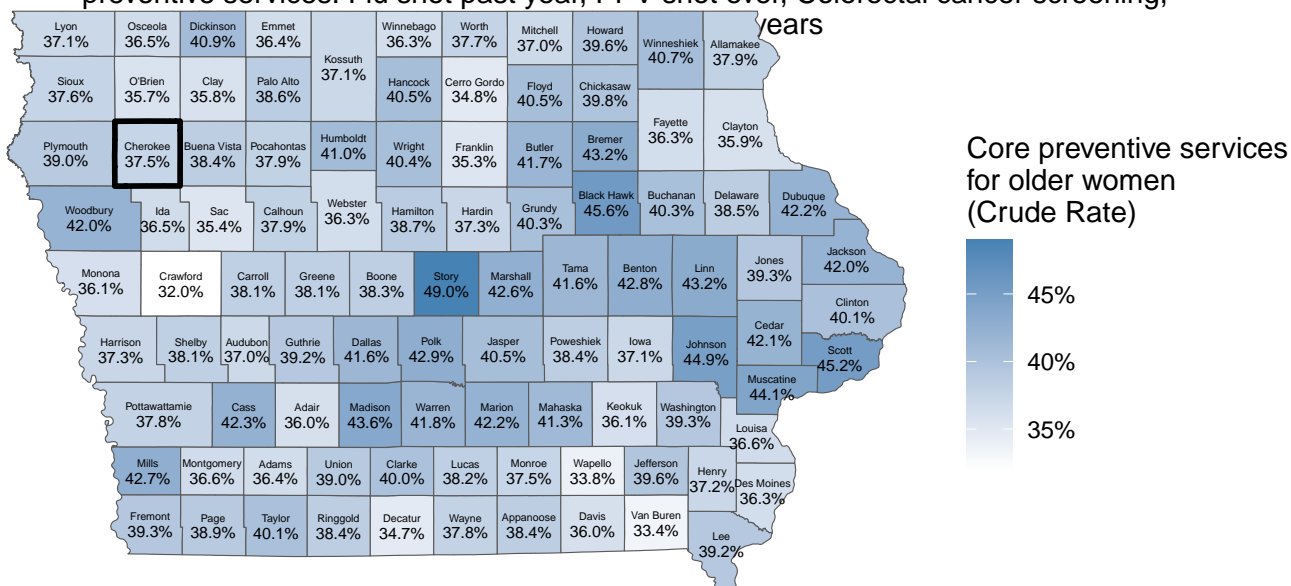 preventive services: Flu shot past year, PPV shot ever, Colorectal cancer screening,
years
Lyon Osceola Dickinson Emmet Winnebago Worth Mitchell Howard Winneshiek Allamakee
37.1% 36.5% 40.9% 36.4% 36.3% 37.7% 37.0% 39.6% 40.7% 37.9%
Kossuth
37.1%
Sioux O'Brien Clay Palo Alto Hancock Cerro Gordo Floyd Chickasaw
37.6% 35.7% 35.8% 38.6% 40.5% 34.8% 40.5% 39.8%
Fayette Clayton
36.3% 35.9%
Plymouth Cherokee Buena Vista Pocahontas Humboldt Wright Franklin Butler Bremer
39.0% 37.5% 38.4% 37.9% 41.0% 40.4% 35.3% 41.7% 43.2%
Core preventive services
for older women
(Crude Rate)
Woodbury Ida Sac Calhoun Webster Hamilton Hardin Grundy Black Hawk Buchanan Delaware Dubuque
42.0% 36.5% 35.4% 37.9% 36.3% 38.7% 37.3% 40.3% 45.6% 40.3% 38.5% 42.2%
Monona Crawford Carroll Greene Boone Story Marshall Tama Benton Linn Jones Jackson
36.1% 32.0% 38.1% 38.1% 38.3% 49.0% 42.6% 41.6% 42.8% 43.2% 39.3% 42.0%
Clinton
40.1%
45%
40%
35%
Harrison Shelby Audubon Guthrie Dallas Polk Jasper Poweshiek Iowa Johnson Cedar Scott
37.3% 38.1% 37.0% 39.2% 41.6% 42.9% 40.5% 38.4% 37.1% 44.9% 42.1% 45.2%
Muscatine
44.1%
Pottawattamie Cass Adair Madison Warren Marion Mahaska Keokuk Washington
37.8% 42.3% 36.0% 43.6% 41.8% 42.2% 41.3% 36.1% 39.3%
Louisa
36.6%
Mills Montgomery Adams Union Clarke Lucas Monroe Wapello Jefferson Henry Des Moines
42.7% 36.6% 36.4% 39.0% 40.0% 38.2% 37.5% 33.8% 39.6% 37.2% 36.3%
Fremont Page Taylor Ringgold Decatur Wayne Appanoose Davis Van Buren Lee
39.3% 38.9% 40.1% 38.4% 34.7% 37.8% 38.4% 36.0% 33.4% 39.2%